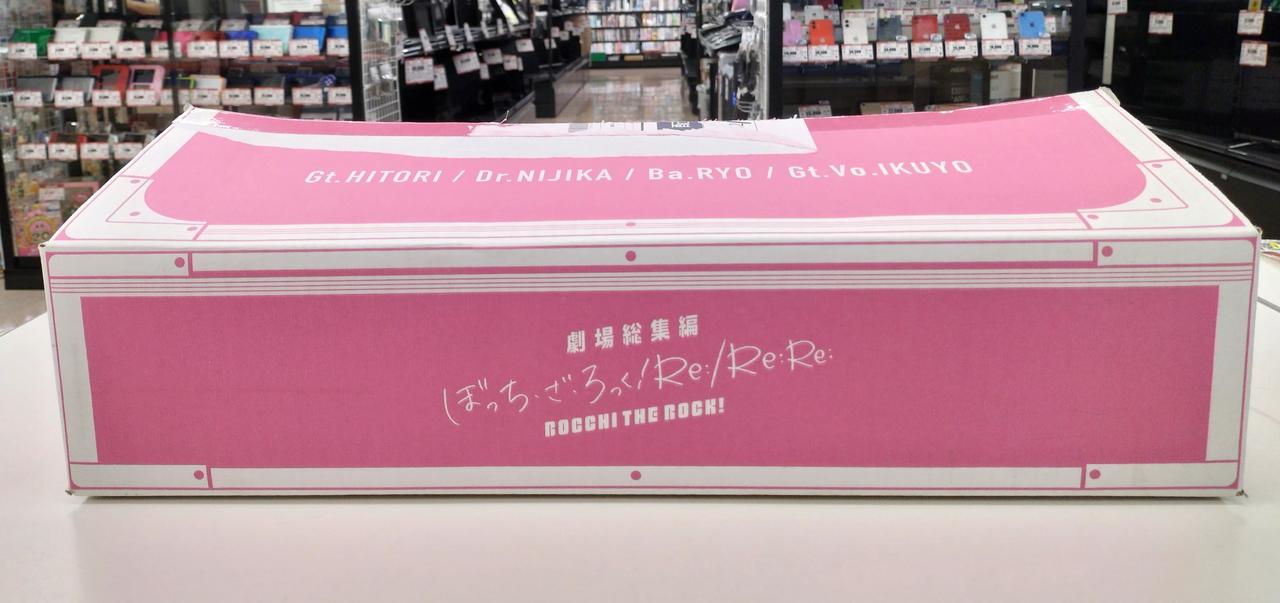 Gt.HITORI / Dr.NIJIKA / Ba.RYO / Gt.Vo.IKUYO
劇場総集編
ぼっち・ざ・ろっく!Re:/Re:Re:
BOCCHI THE ROCK!